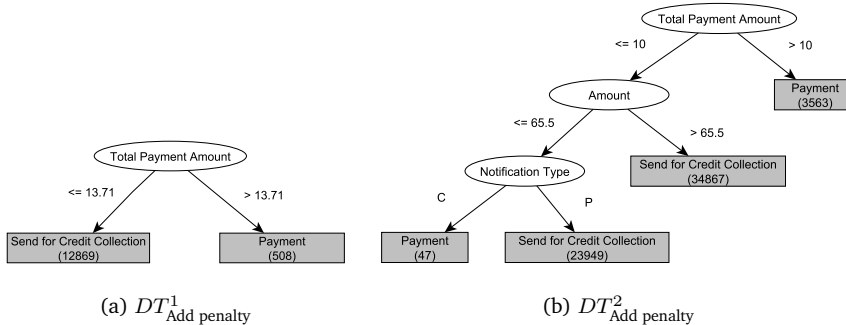 Total Payment Amount
<= 13.71
> 13.71
Send for Credit Collection
(12869)
Payment
(508)
(a) DT¹Add penalty
Total Payment Amount
<= 10
> 10
Payment
(3563)
Amount
<= 65.5
> 65.5
Send for Credit Collection
(34867)
Notification Type
C
P
Payment
(47)
Send for Credit Collection
(23949)
(b) DT²Add penalty